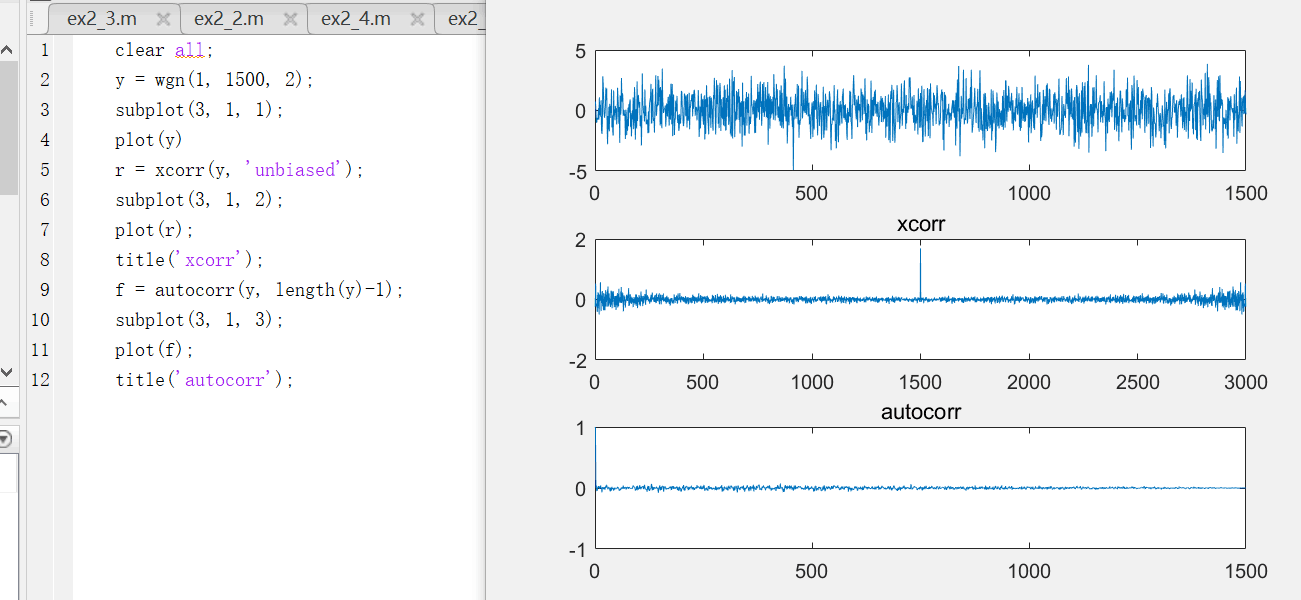 ex2_3.m ex2_2.m ex2_4.m ex2_
1 clear all;
2 y = wgn(1, 1500, 2);
3 subplot(3, 1, 1);
4 plot(y)
5 r = xcorr(y, 'unbiased');
6 subplot(3, 1, 2);
7 plot(r);
8 title('xcorr');
9 f = autocorr(y, length(y)-1);
10 subplot(3, 1, 3);
11 plot(f);
12 title('autocorr');
5
0
-5
0 500 1000 1500
xcorr
2
0
-2
0 500 1000 1500 2000 2500 3000
autocorr
1
0
-1
0 500 1000 1500